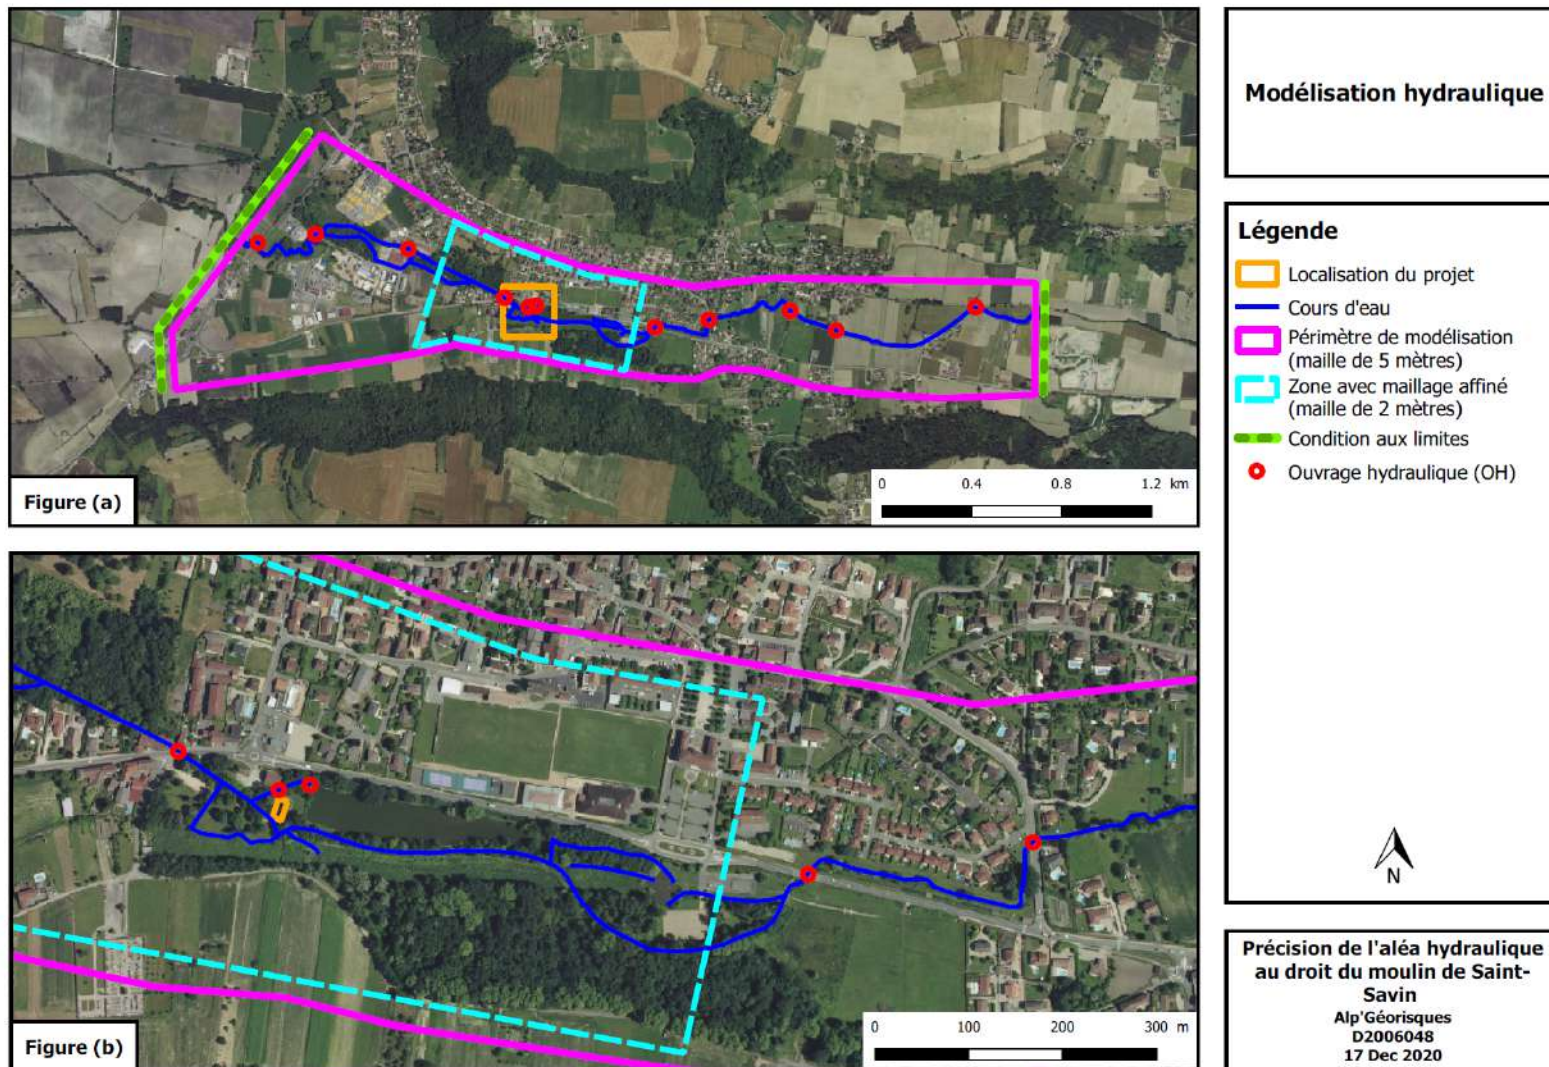 Modélisation hydraulique
Légende
Localisation du projet
Cours d'eau
Périmètre de modélisation
(maille de 5 mètres)
Zone avec maillage affiné
(maille de 2 mètres)
Condition aux limites
Ouvrage hydraulique (OH)
N
Figure (a)
0 0.4 0.8 1.2 km
Figure (b)
0 100 200 300 m
Précision de l'aléa hydraulique
au droit du moulin de Saint-
Savin
Alp'Géorisques
D2006048
17 Dec 2020